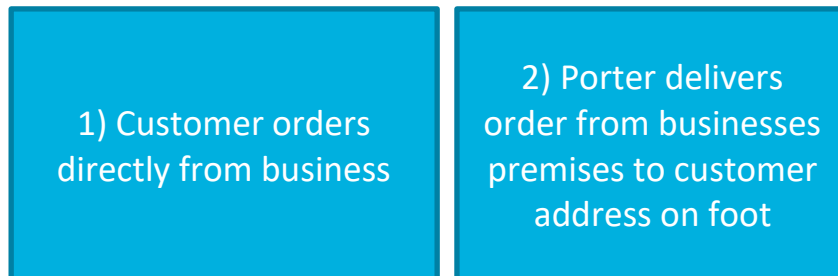 1) Customer orders
directly from business
2) Porter delivers
order from businesses
premises to customer
address on foot